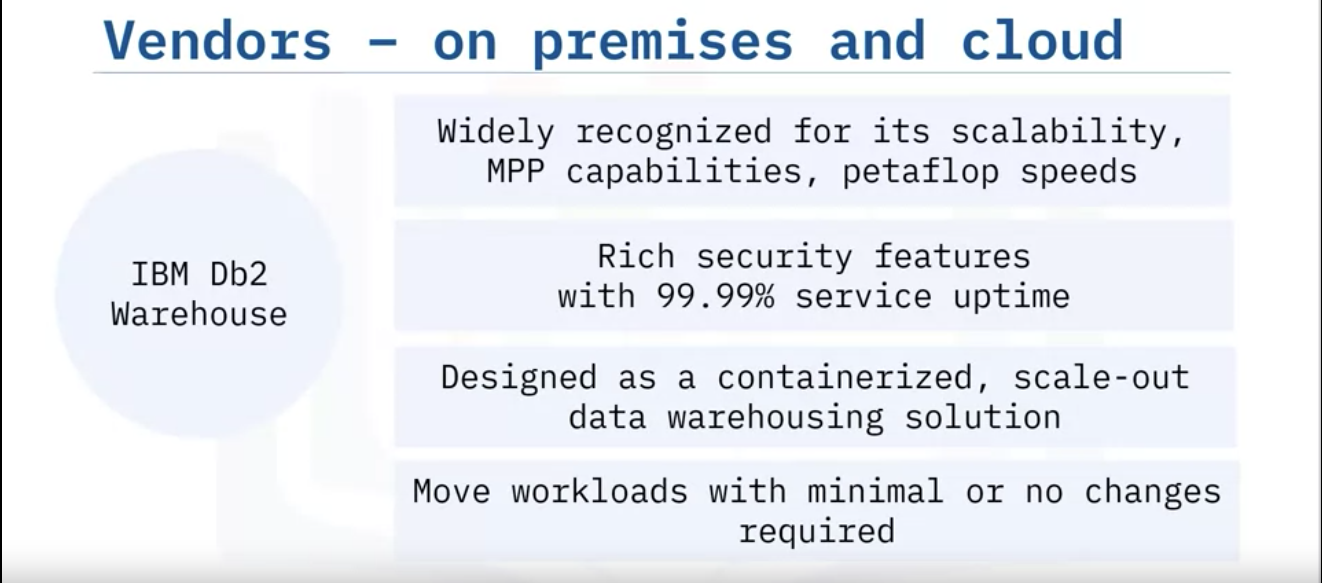 Vendors – on premises and cloud
IBM Db2
Warehouse
Widely recognized for its scalability,
MPP capabilities, petaflop speeds
Rich security features
with 99.99% service uptime
Designed as a containerized, scale-out
data warehousing solution
Move workloads with minimal or no changes
required